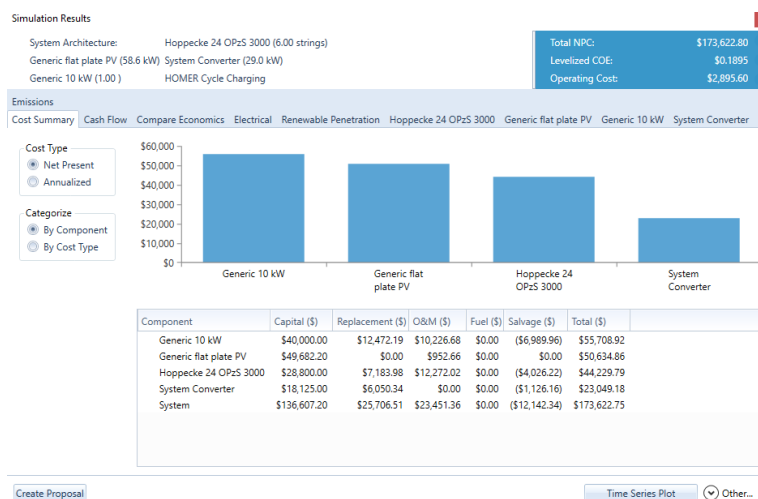 Simulation Results
System Architecture: Hoppecke 24 OPzS 3000 (6.00 strings)
Generic flat plate PV (58.6 kW) System Converter (29.0 kW)
Generic 10 kW (1.00 ) HOMER Cycle Charging
Total NPC: $173,622.80
Levelized COE: $0.1895
Operating Cost: $2,895.60
Emissions
Cost Summary Cash Flow Compare Economics Electrical Renewable Penetration Hoppecke 24 OPzS 3000 Generic flat plate PV Generic 10 kW System Converter
Cost Type
Net Present
Annualized
Categorize
By Component
By Cost Type
$60,000
$50,000
$40,000
$30,000
$20,000
$10,000
$0
Generic 10 kW
Generic flat
plate PV
Hoppecke 24
OPzS 3000
System
Converter
Component Capital ($) Replacement ($) O&M ($) Fuel ($) Salvage ($) Total ($)
Generic 10 kW $40,000.00 $12,472.19 $10,226.68 $0.00 ($6,989.96) $55,708.92
Generic flat plate PV $49,682.20 $0.00 $952.66 $0.00 $0.00 $50,634.86
Hoppecke 24 OPzS 3000 $28,800.00 $7,183.98 $12,272.02 $0.00 ($4,026.22) $44,229.79
System Converter $18,125.00 $6,050.34 $0.00 $0.00 ($1,126.16) $23,049.18
System $136,607.20 $25,706.51 $23,451.36 $0.00 ($12,142.34) $173,622.75
Create Proposal
Time Series Plot
Other...